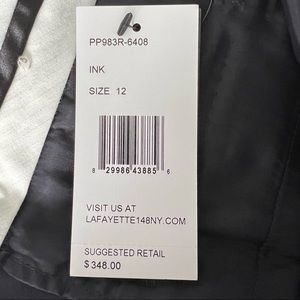 PP983R-6408
INK
SIZE 12
8 29986 43885 6
VISIT US AT
LAFAYETTE148NY.COM
SUGGESTED RETAIL
$ 348.00